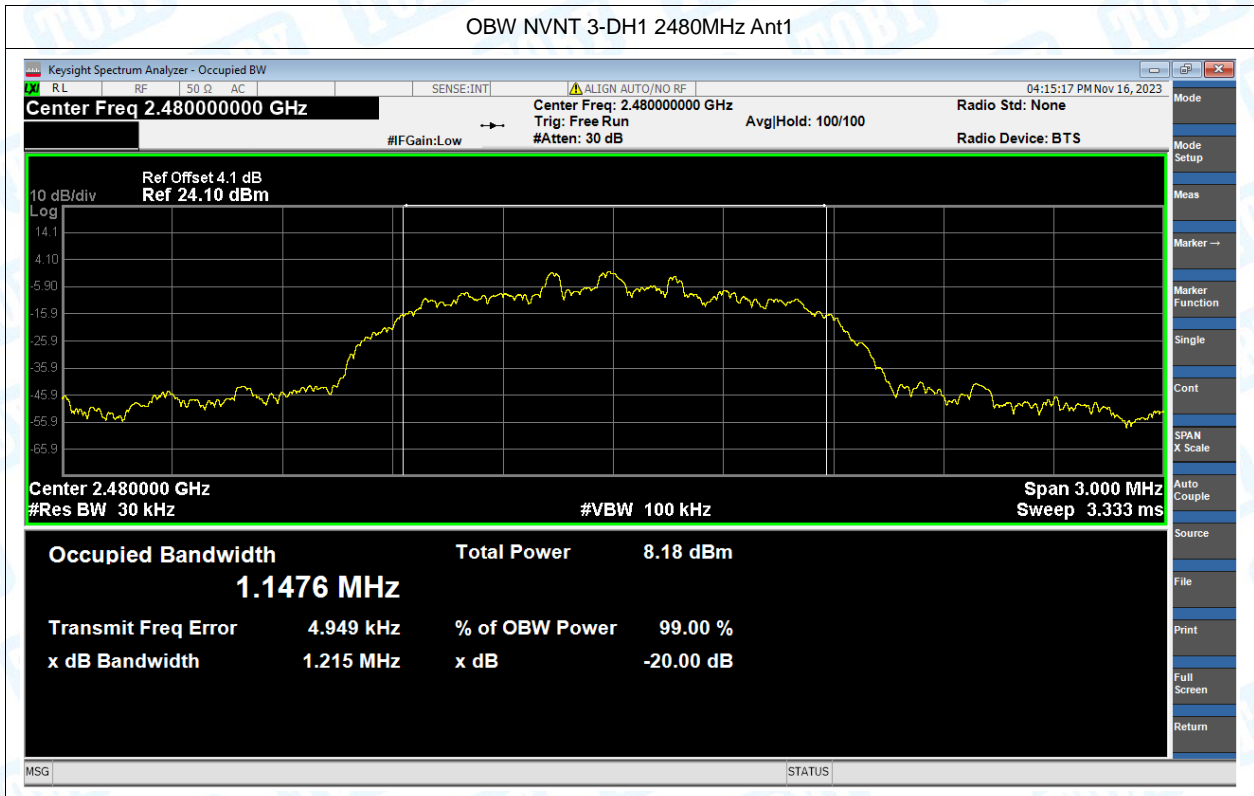 OBW NVNT 3-DH1 2480MHz Ant1
Keysight Spectrum Analyzer - Occupied BW
LXI RL RF 50 Ω AC SENSE:INT ALIGN AUTO/NO RF 04:15:17 PM Nov 16, 2023
Center Freq 2.480000000 GHz
Center Freq: 2.480000000 GHz Radio Std: None
Trig: Free Run Avg|Hold: 100/100
#IFGain:Low #Atten: 30 dB Radio Device: BTS
Ref Offset 4.1 dB
10 dB/div Ref 24.10 dBm
Log
14.1
4.10
-5.90
-15.9
-25.9
-35.9
-45.9
-55.9
-65.9
Center 2.480000 GHz Span 3.000 MHz
#Res BW 30 kHz #VBW 100 kHz Sweep 3.333 ms
Occupied Bandwidth Total Power 8.18 dBm
1.1476 MHz
Transmit Freq Error 4.949 kHz % of OBW Power 99.00 %
x dB Bandwidth 1.215 MHz x dB -20.00 dB
Mode
Mode
Setup
Meas
Marker →
Marker
Function
Single
Cont
SPAN
X Scale
Auto
Couple
Source
File
Print
Full
Screen
Return
MSG STATUS
TOBY
TOBY
TOBY